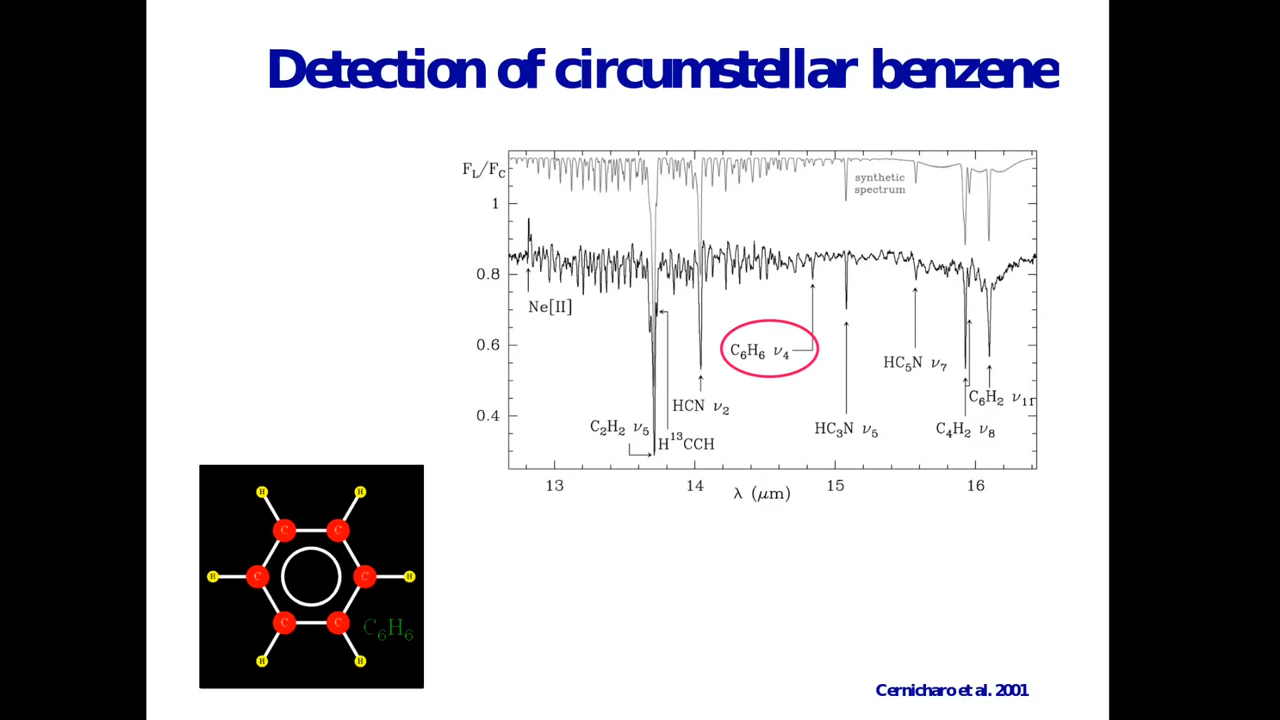 Detection of circumstellar benzene
F_L/F_C
1
0.8
0.6
0.4
synthetic
spectrum
Ne[II]
C₆H₆ ν₄
HC₅N ν₇
HCN ν₂
C₆H₂ ν₁₁
C₂H₂ ν₅
HC₃N ν₅
C₄H₂ ν₈
H¹³CCH
13 14 15 16
λ (μm)
H H
C C
H C C H
C C
C₆H₆
H H
Cernicharo et al. 2001